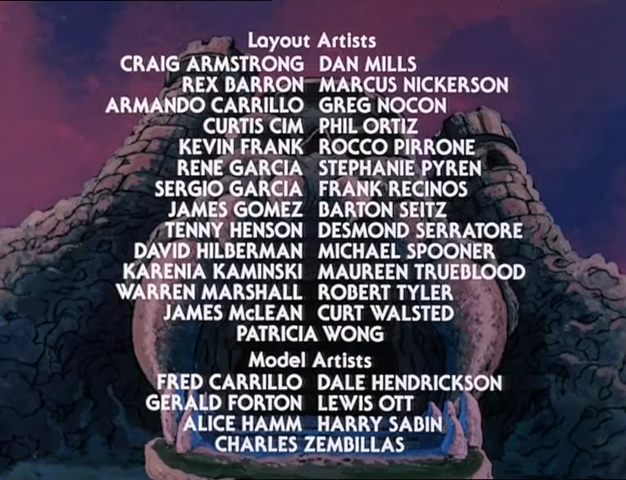 Layout Artists
CRAIG ARMSTRONG DAN MILLS
REX BARRON MARCUS NICKERSON
ARMANDO CARRILLO GREG NOCON
CURTIS CIM PHIL ORTIZ
KEVIN FRANK ROCCO PIRRONE
RENE GARCIA STEPHANIE PYREN
SERGIO GARCIA FRANK RECINOS
JAMES GOMEZ BARTON SEITZ
TENNY HENSON DESMOND SERRATORE
DAVID HILBERMAN MICHAEL SPOONER
KARENIA KAMINSKI MAUREEN TRUEBLOOD
WARREN MARSHALL ROBERT TYLER
JAMES McLEAN CURT WALSTED
PATRICIA WONG
Model Artists
FRED CARRILLO DALE HENDRICKSON
GERALD FORTON LEWIS OTT
ALICE HAMM HARRY SABIN
CHARLES ZEMBILLAS